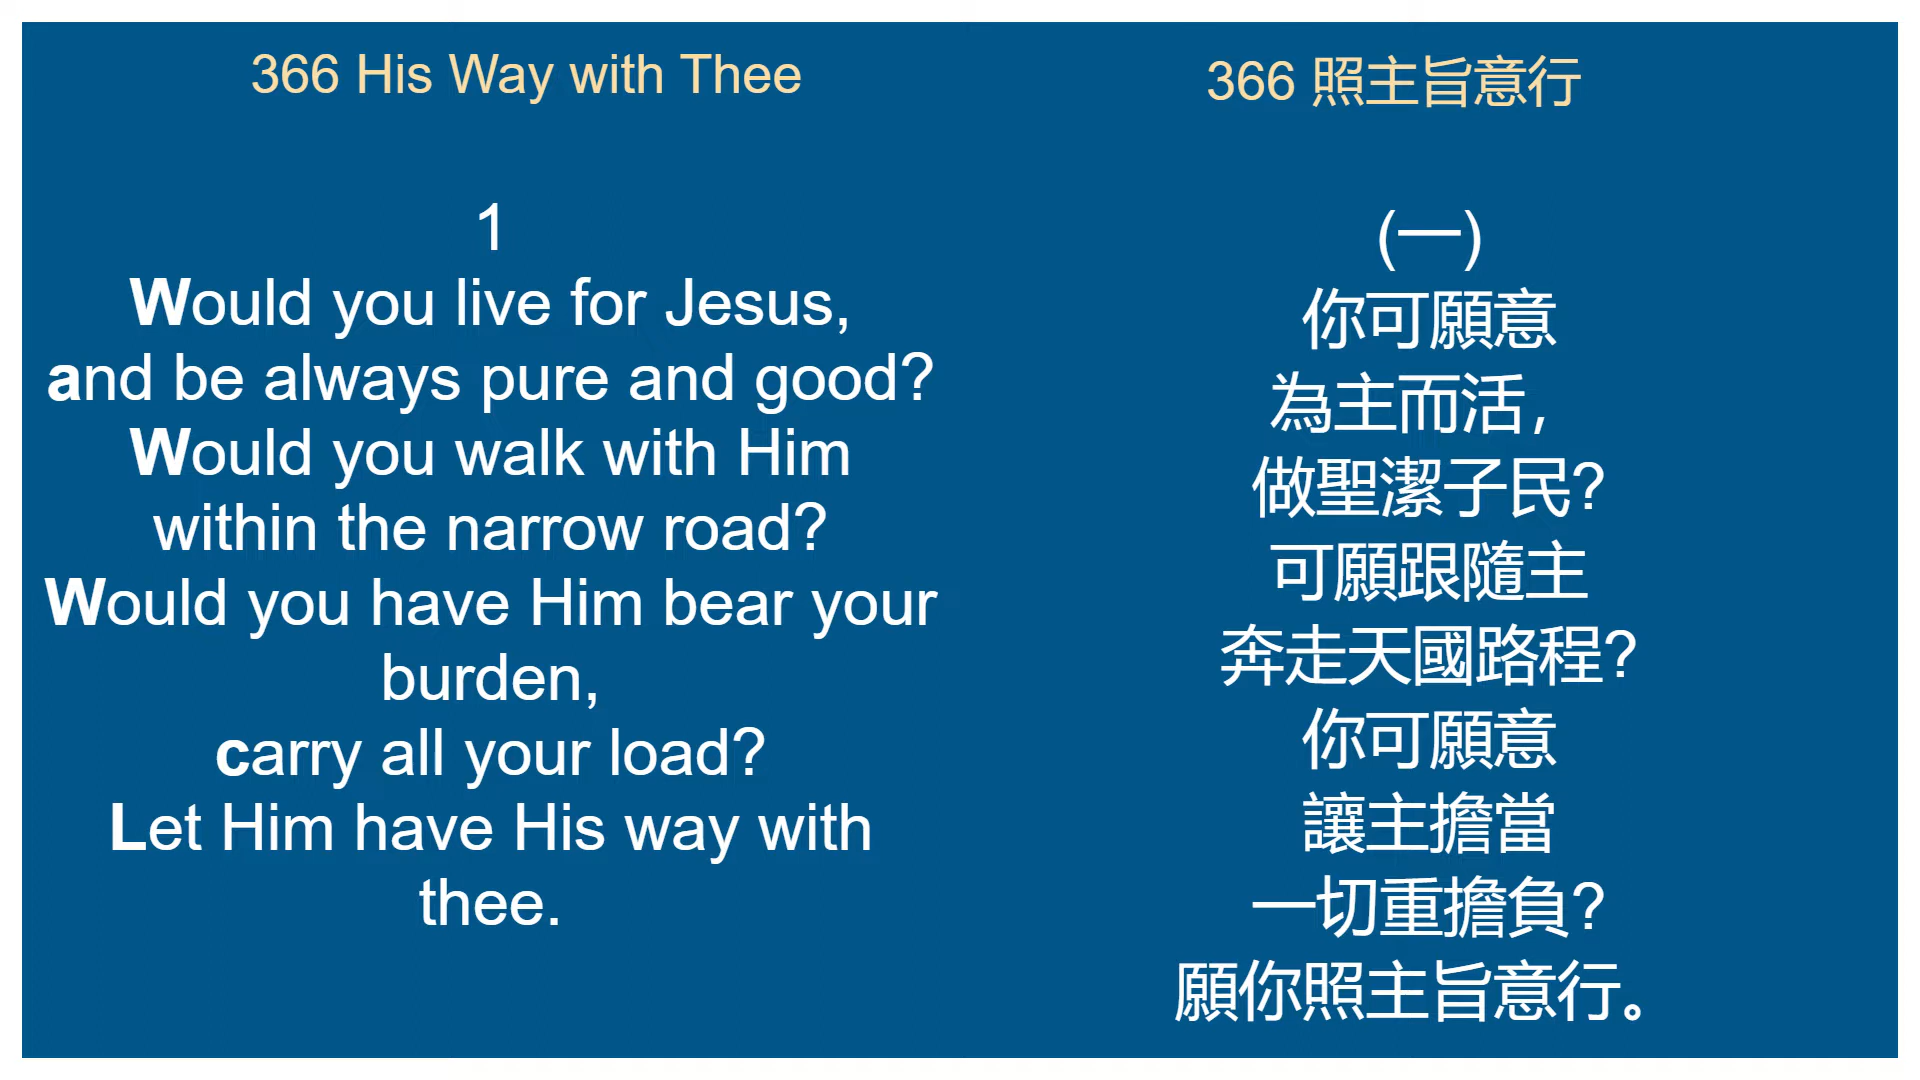 366 His Way with Thee
1
Would you live for Jesus,
and be always pure and good?
Would you walk with Him
within the narrow road?
Would you have Him bear your
burden,
carry all your load?
Let Him have His way with
thee.
366 照主旨意行
(一)
你可願意
為主而活,
做聖潔子民?
可願跟隨主
奔走天國路程?
你可願意
讓主擔當
一切重擔負?
願你照主旨意行。